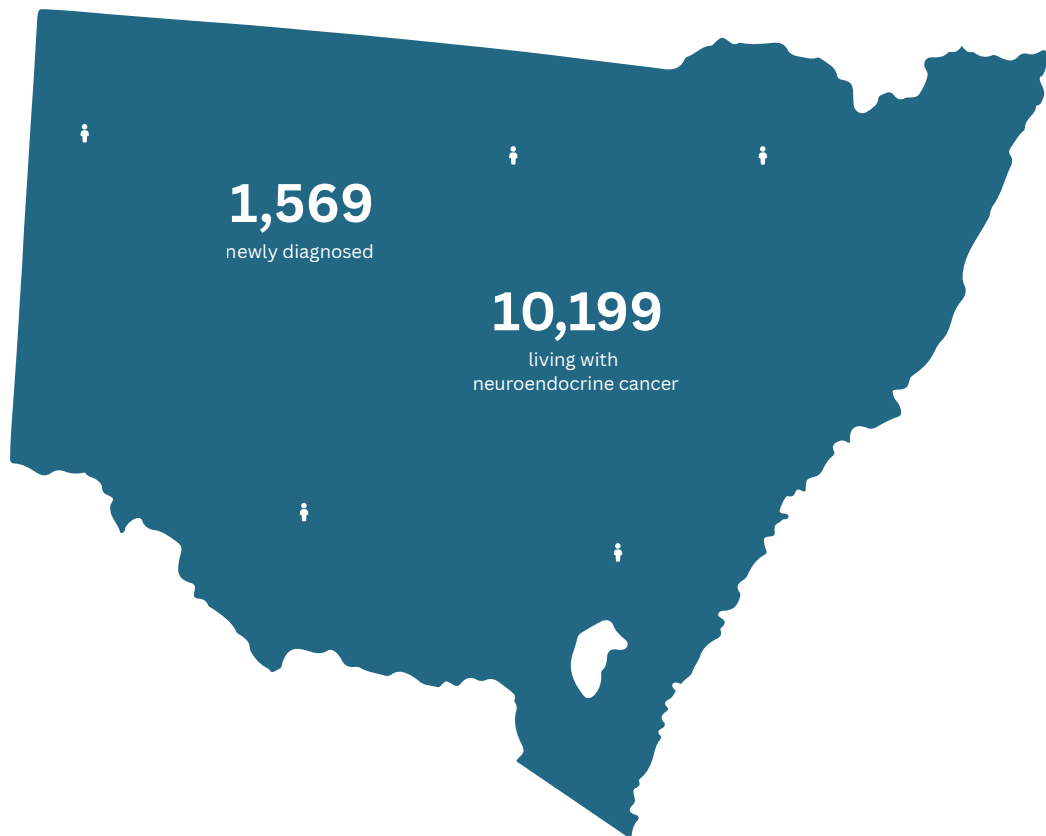 1,569
newly diagnosed
10,199
living with
neuroendocrine cancer